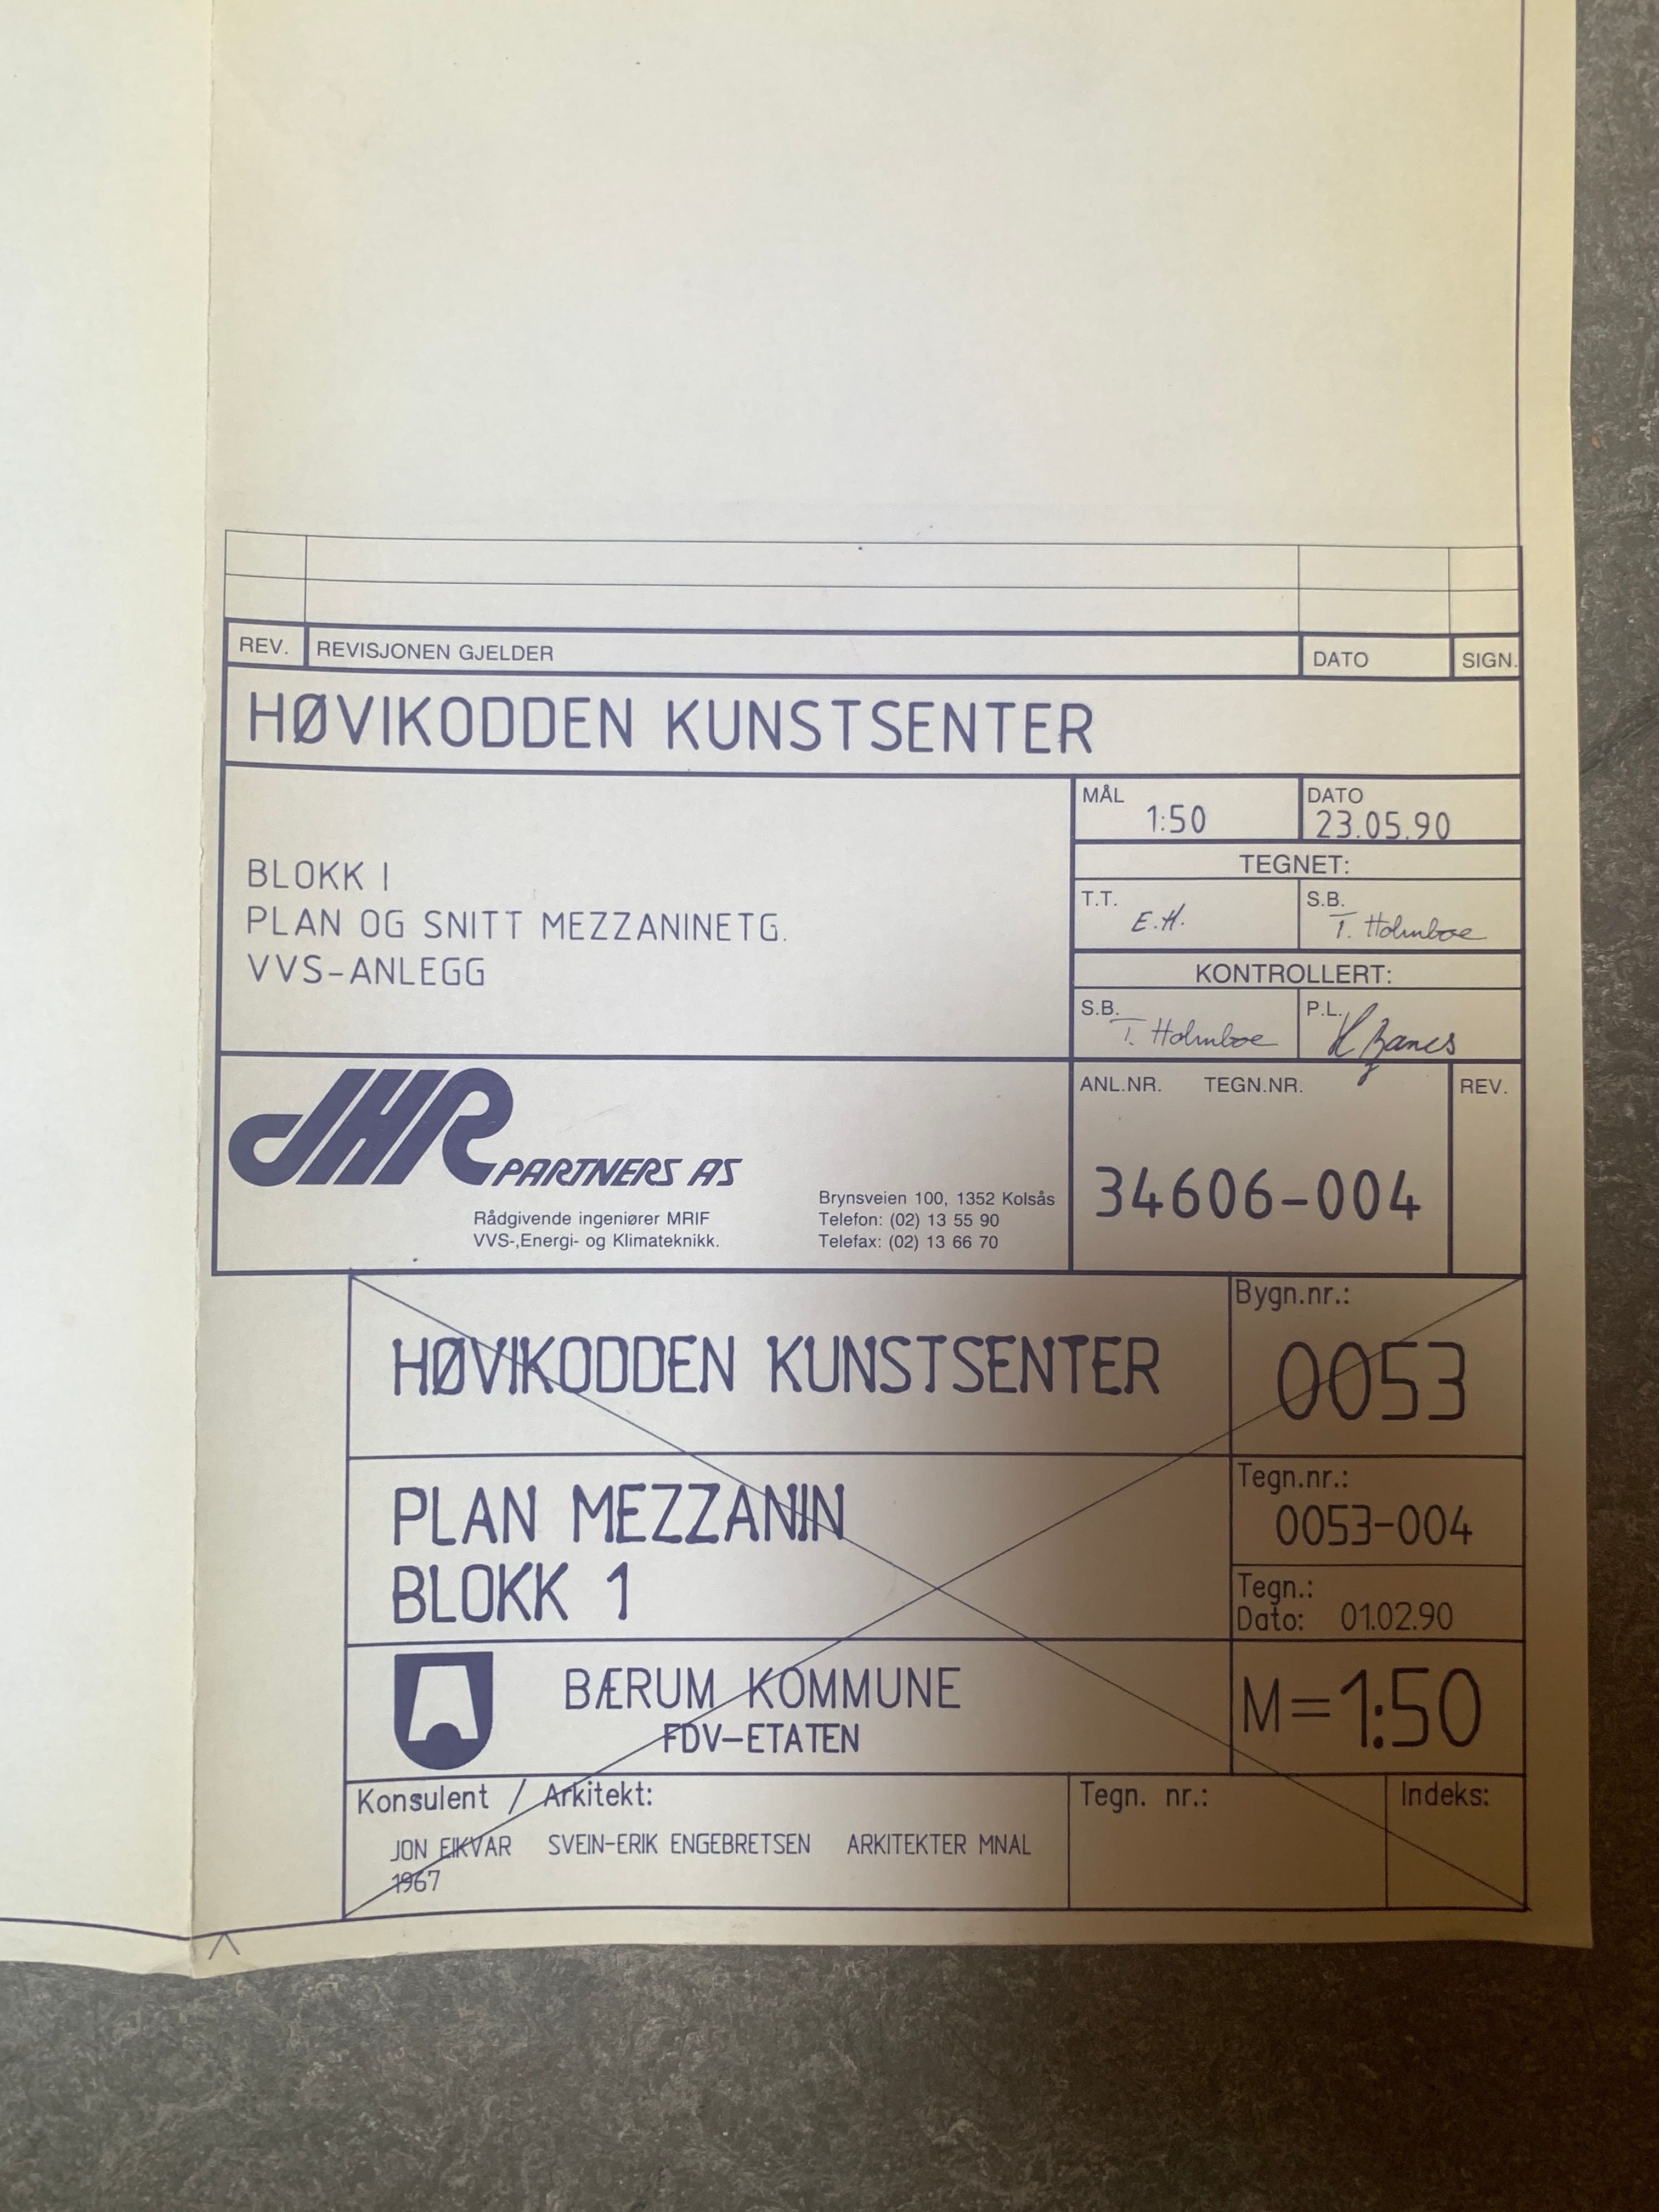 REV. REVISJONEN GJELDER DATO SIGN.
HØVIKODDEN KUNSTSENTER
MÅL 1:50 DATO 23.05.90
TEGNET:
BLOKK I
PLAN OG SNITT MEZZANINETG.
VVS-ANLEGG
T.T. E.H. S.B. T. Holmboe
KONTROLLERT:
S.B. T. Holmboe P.L.
JHR PARTNERS AS
Rådgivende ingeniører MRIF
VVS-,Energi- og Klimateknikk.
Brynsveien 100, 1352 Kolsås
Telefon: (02) 13 55 90
Telefax: (02) 13 66 70
ANL.NR. TEGN.NR. REV.
34606-004
HØVIKODDEN KUNSTSENTER
Bygn.nr.:
0053
PLAN MEZZANIN
BLOKK 1
Tegn.nr.:
0053-004
Tegn.:
Dato: 01.02.90
BÆRUM KOMMUNE
FDV-ETATEN
M=1:50
Konsulent / Arkitekt: Tegn. nr.: Indeks:
JON EIKVAR SVEIN-ERIK ENGEBRETSEN ARKITEKTER MNAL
1967